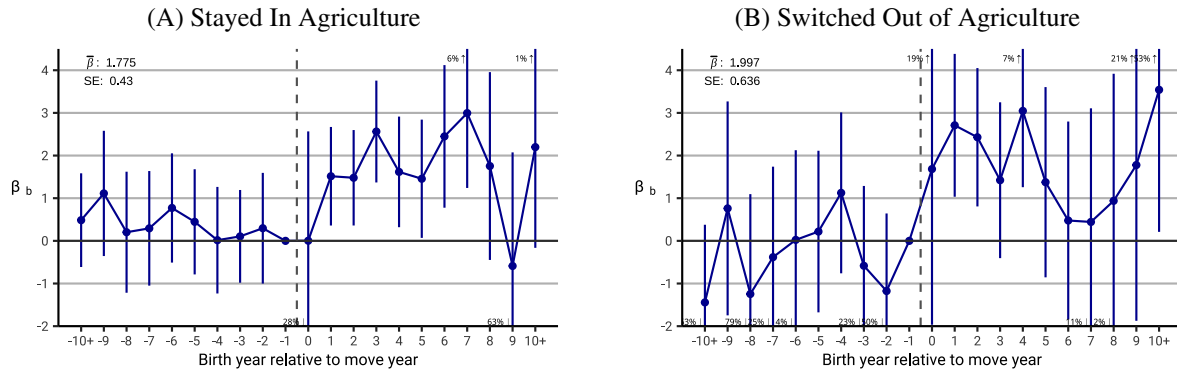 (A) Stayed In Agriculture
β̅ : 1.775
SE: 0.43
6% ↑
1% ↑
4
3
2
1
0
-1
-2
β b
28% ↓
63% ↓
-10+ -9 -8 -7 -6 -5 -4 -3 -2 -1 0 1 2 3 4 5 6 7 8 9 10+
Birth year relative to move year
(B) Switched Out of Agriculture
β̅ : 1.997
SE: 0.636
19% ↑
7% ↑
21% ↑
53% ↑
4
3
2
1
0
-1
-2
β b
79%
25%
4%
23%
50%
-10+ -9 -8 -7 -6 -5 -4 -3 -2 -1 0 1 2 3 4 5 6 7 8 9 10+
Birth year relative to move year